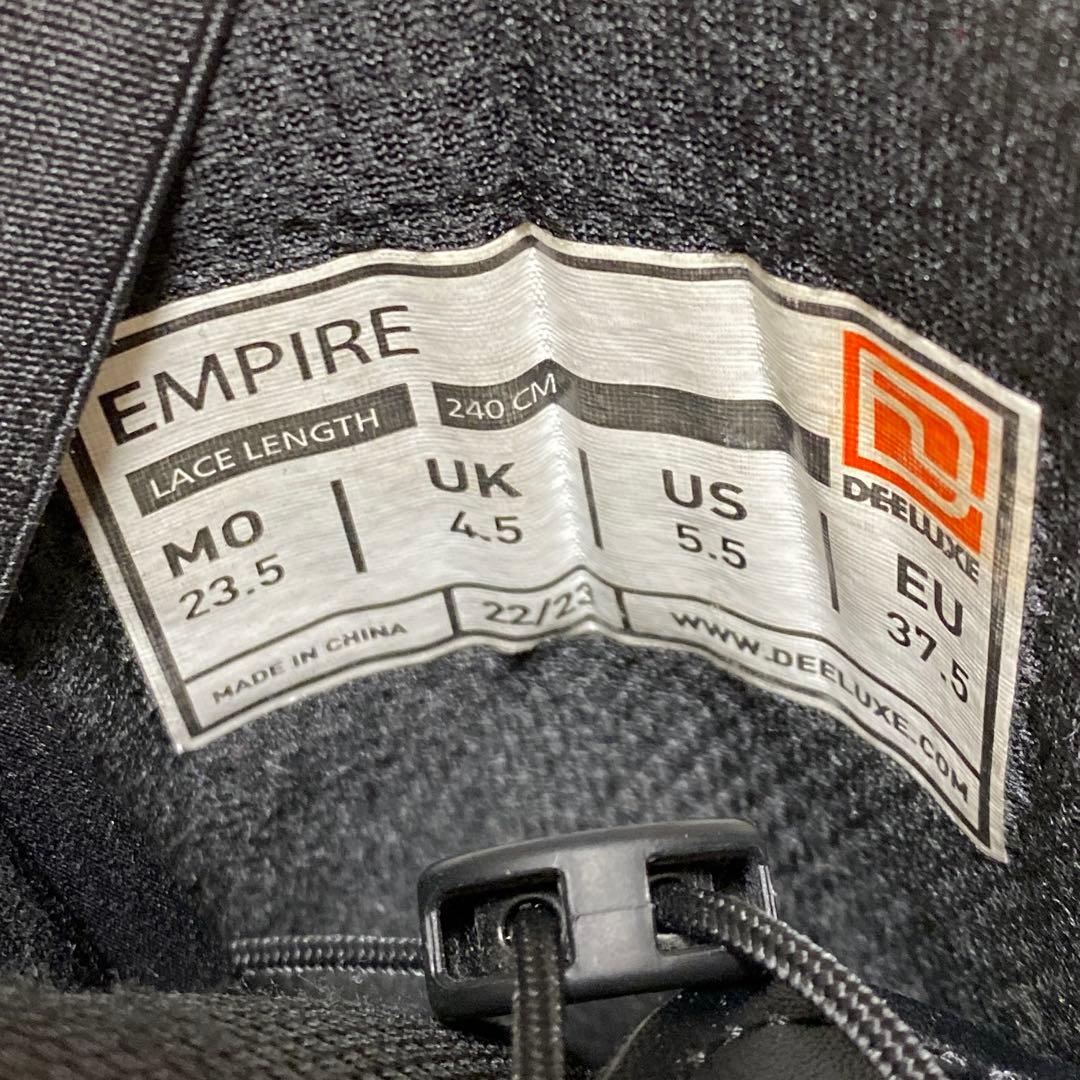 EMPIRE
LACE LENGTH 240 CM
MO UK US EU
23.5 4.5 5.5 37.5
MADE IN CHINA 22/23 WWW.DEELUXE.COM
DEELUXE